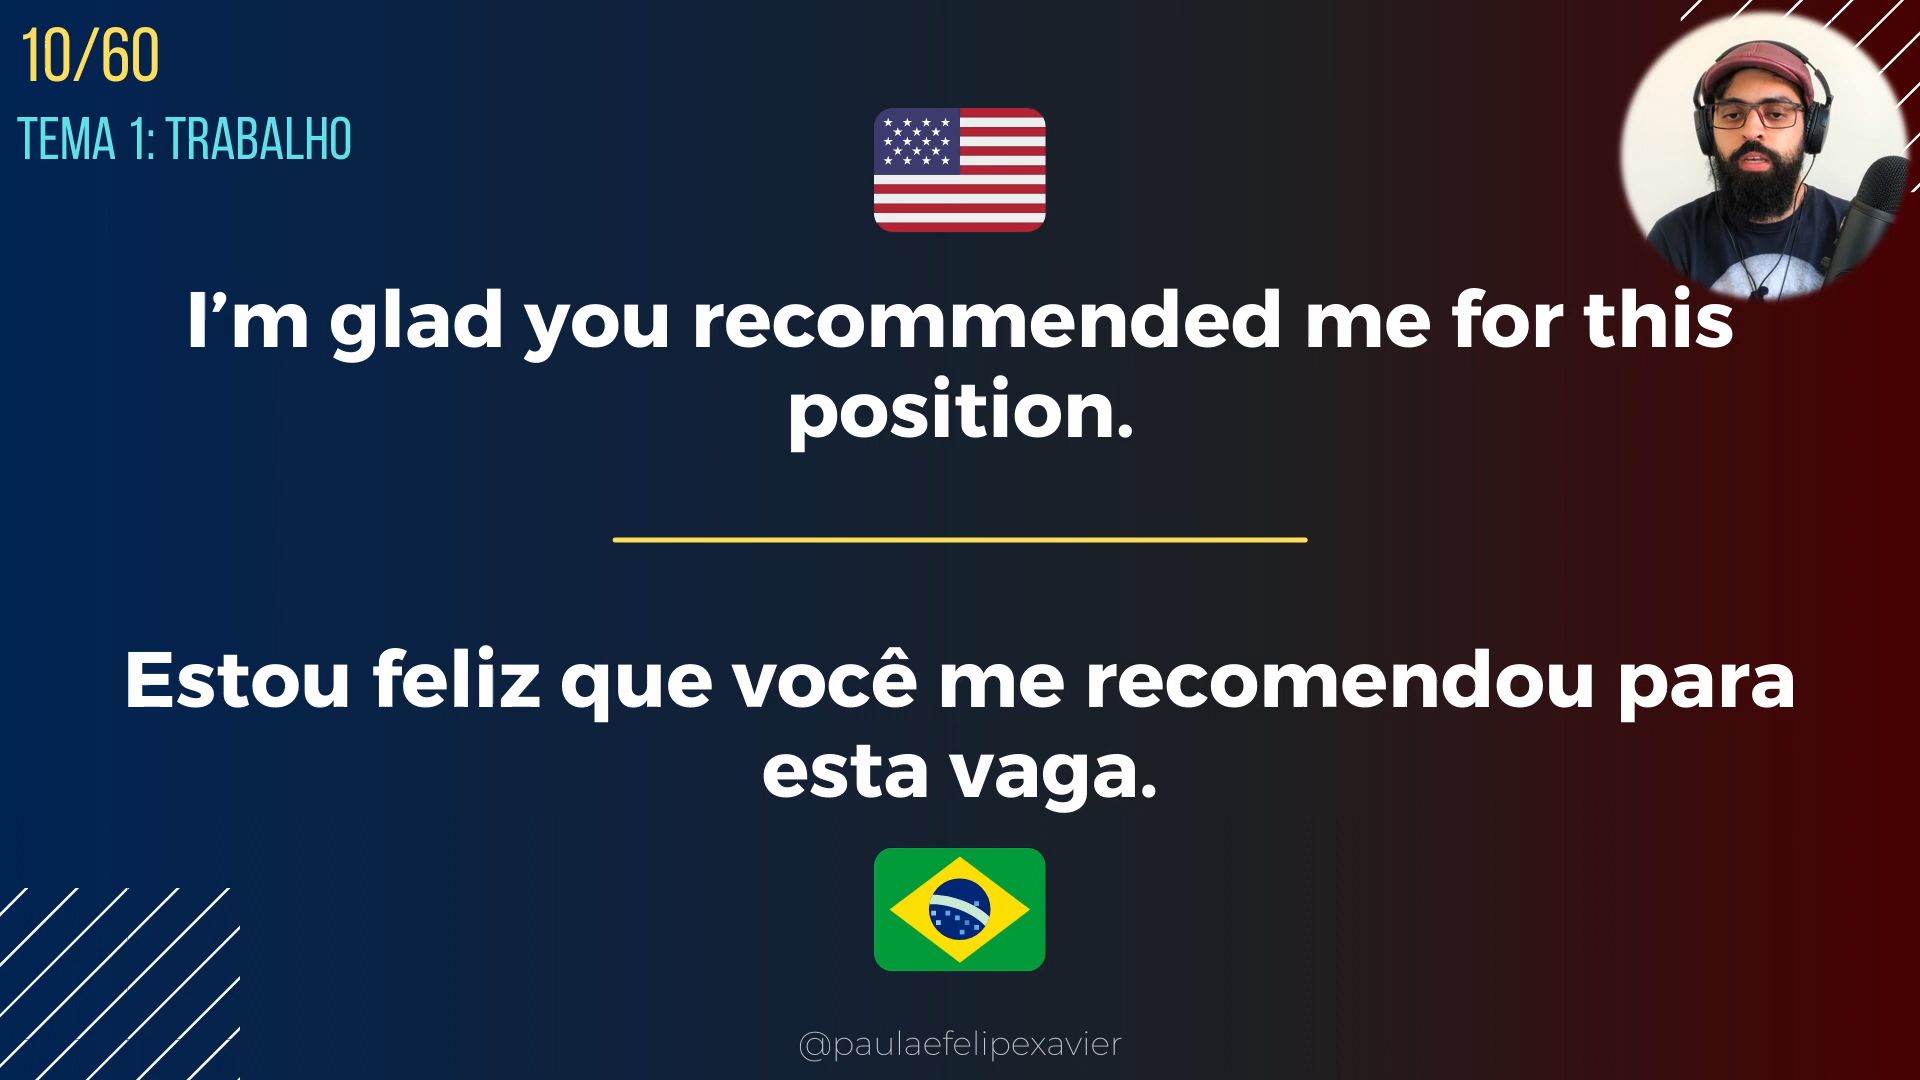 10/60
TEMA 1: TRABALHO
I’m glad you recommended me for this
position.
Estou feliz que você me recomendou para
esta vaga.
@paulaefelipexavier